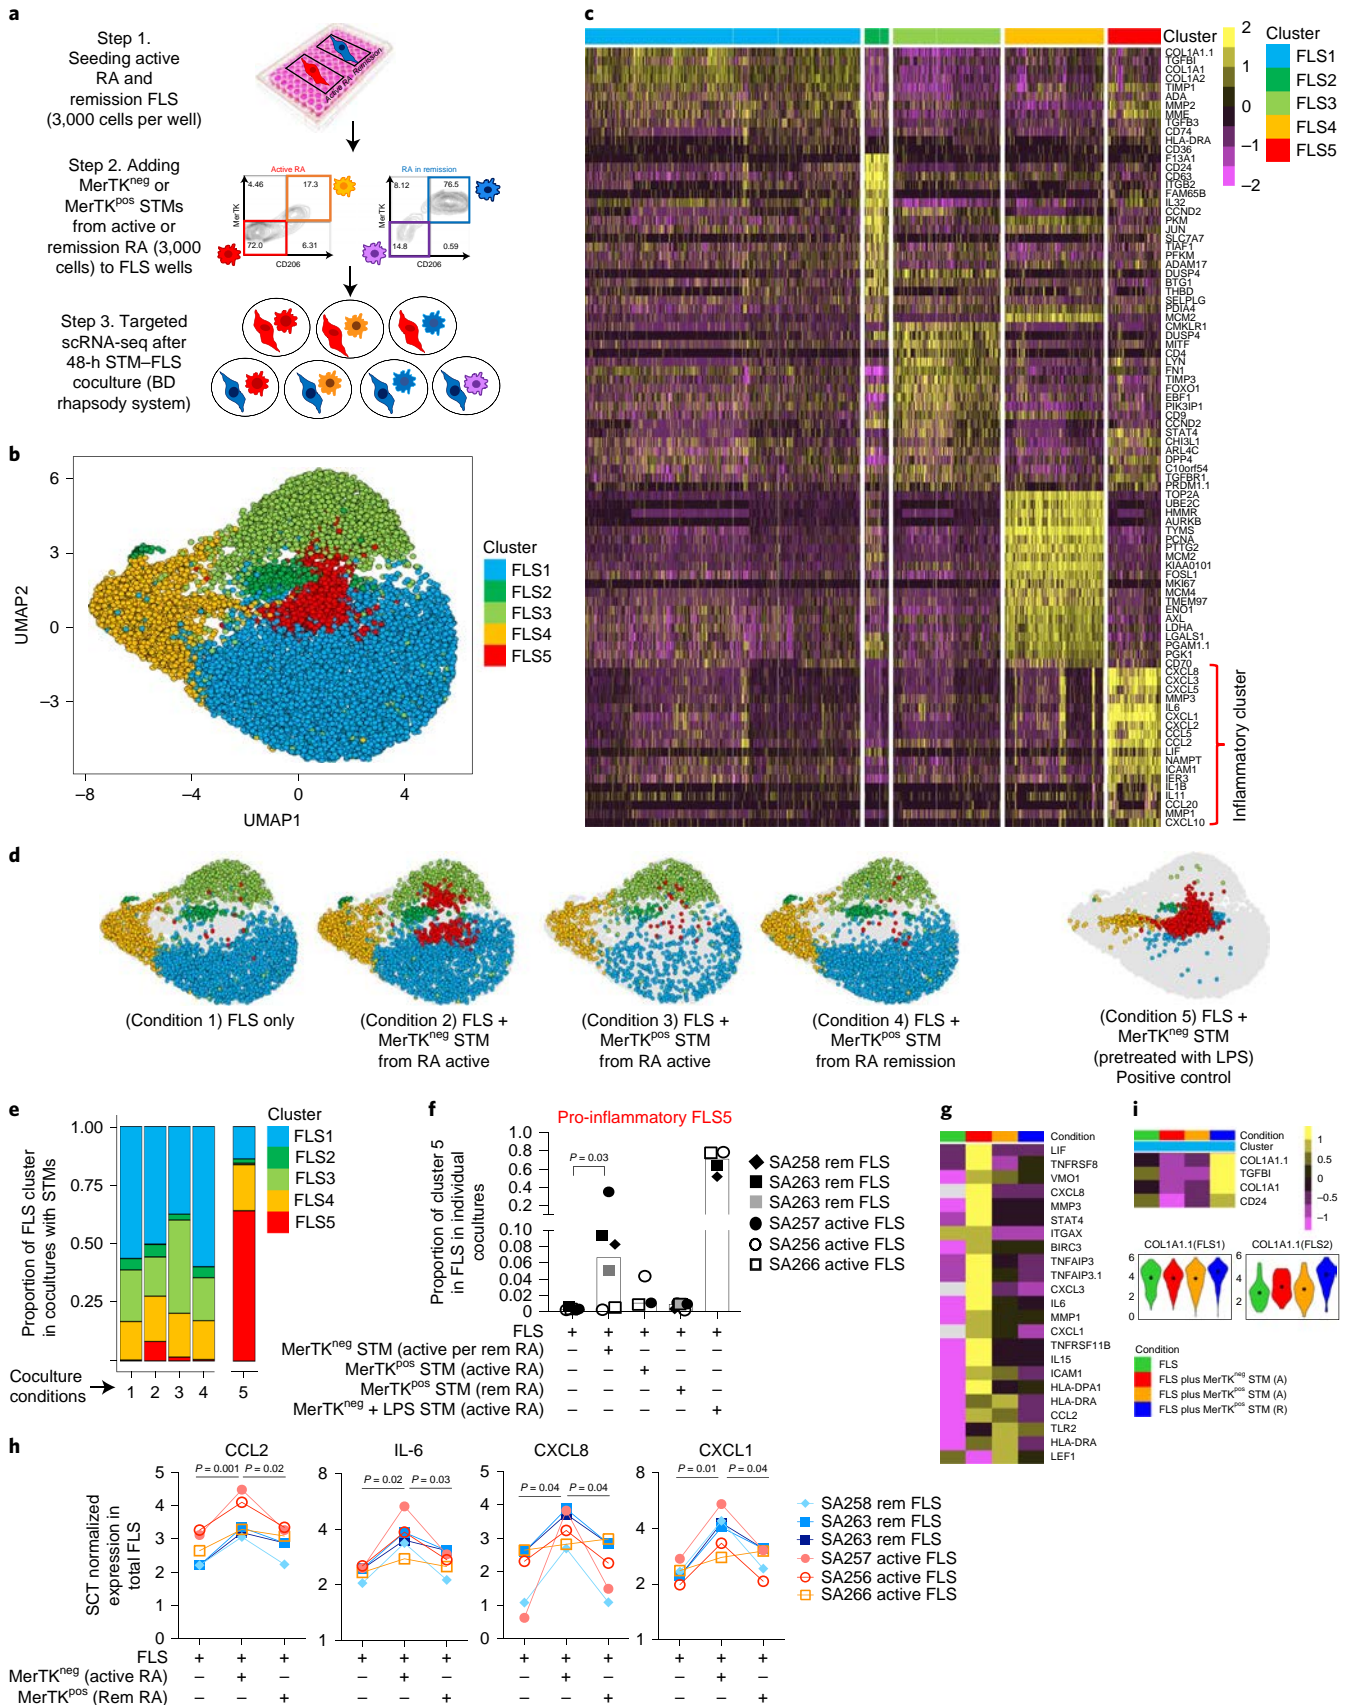 a
Step 1.
Seeding active
RA and
remission FLS
(3,000 cells per well)
Active RA Remission
Step 2. Adding
MerTKneg or
MerTKpos STMs
from active or
remission RA (3,000
cells) to FLS wells
Active RA
4.46 17.3
72.0 6.31
MerTK
CD206
RA in remission
8.12 76.5
14.8 0.59
MerTK
CD206
Step 3. Targeted
scRNA-seq after
48-h STM–FLS
coculture (BD
rhapsody system)
b
UMAP2
6
3
0
–3
–8 –4 0 4
UMAP1
Cluster
FLS1
FLS2
FLS3
FLS4
FLS5
c
Cluster
COL1A1.1
TGFBI
COL1A1
COL1A2
TIMP1
ADA
MMP2
MME
TGFB3
CD74
HLA-DRA
CD36
F13A1
CD24
CD63
ITGB2
FAM65B
IL32
CCND2
PKM
JUN
SLC7A7
TIAF1
PFKM
ADAM17
DUSP4
BTG1
THBD
SELPLG
PDIA4
MCM2
CMKLR1
DUSP4
MITF
CD4
LYN
FN1
TIMP3
FOXO1
EBF1
PIK3IP1
CD9
CCND2
STAT4
CHI3L1
ARL4C
DPP4
C10orf54
TGFBR1
PRDM1.1
TOP2A
UBE2C
HMMR
AURKB
TYMS
PCNA
PTTG2
MCM2
KIAA0101
FOSL1
MKI67
MCM4
TMEM97
ENO1
AXL
LDHA
LGALS1
PGAM1.1
PGK1
CD70
CXCL8
CXCL3
CXCL5
MMP3
IL6
CXCL1
CXCL2
CCL5
CCL2
LIF
NAMPT
ICAM1
IER3
IL1B
IL11
CCL20
MMP1
CXCL10
Inflammatory cluster
2
1
0
–1
–2
Cluster
FLS1
FLS2
FLS3
FLS4
FLS5
d
(Condition 1) FLS only
(Condition 2) FLS +
MerTKneg STM
from RA active
(Condition 3) FLS +
MerTKpos STM
from RA active
(Condition 4) FLS +
MerTKpos STM
from RA remission
(Condition 5) FLS +
MerTKneg STM
(pretreated with LPS)
Positive control
e
Proportion of FLS cluster
in cocultures with STMs
1.00
0.75
0.50
0.25
Coculture
conditions
1 2 3 4 5
Cluster
FLS1
FLS2
FLS3
FLS4
FLS5
f
Pro-inflammatory FLS5
Proportion of cluster 5
in FLS in individual
cocultures
1.0
0.8
0.6
0.4
0.2
0.10
0.08
0.06
0.04
0.02
0
P = 0.03
FLS + + + + +
MerTKneg STM (active per rem RA) – + – – –
MerTKpos STM (active RA) – – + – –
MerTKpos STM (rem RA) – – – + –
MerTKneg + LPS STM (active RA) – – – – +
SA258 rem FLS
SA263 rem FLS
SA263 rem FLS
SA257 active FLS
SA256 active FLS
SA266 active FLS
g
Condition
LIF
TNFRSF8
VMO1
CXCL8
MMP3
STAT4
ITGAX
BIRC3
TNFAIP3
TNFAIP3.1
CXCL3
IL6
MMP1
CXCL1
TNFRSF11B
IL15
ICAM1
HLA-DPA1
HLA-DRA
CCL2
TLR2
HLA-DRA
LEF1
i
Condition
Cluster
COL1A1.1
TGFBI
COL1A1
CD24
1
0.5
0
–0.5
–1
COL1A1.1(FLS1)
6
4
2
0
COL1A1.1(FLS2)
6
4
2
Condition
FLS
FLS plus MerTKneg STM (A)
FLS plus MerTKpos STM (A)
FLS plus MerTKpos STM (R)
h
SCT normalized
expression in
total FLS
CCL2
P = 0.001 P = 0.02
5
4
3
2
1
0
IL-6
P = 0.02 P = 0.03
8
4
2
1
CXCL8
P = 0.04 P = 0.04
5
4
3
2
1
0
CXCL1
P = 0.01 P = 0.04
8
4
2
1
FLS + + + + + + + + + + + +
MerTKneg (active RA) – + – – + – – + – – + –
MerTKpos (Rem RA) – – + – – + – – + – – +
SA258 rem FLS
SA263 rem FLS
SA263 rem FLS
SA257 active FLS
SA256 active FLS
SA266 active FLS